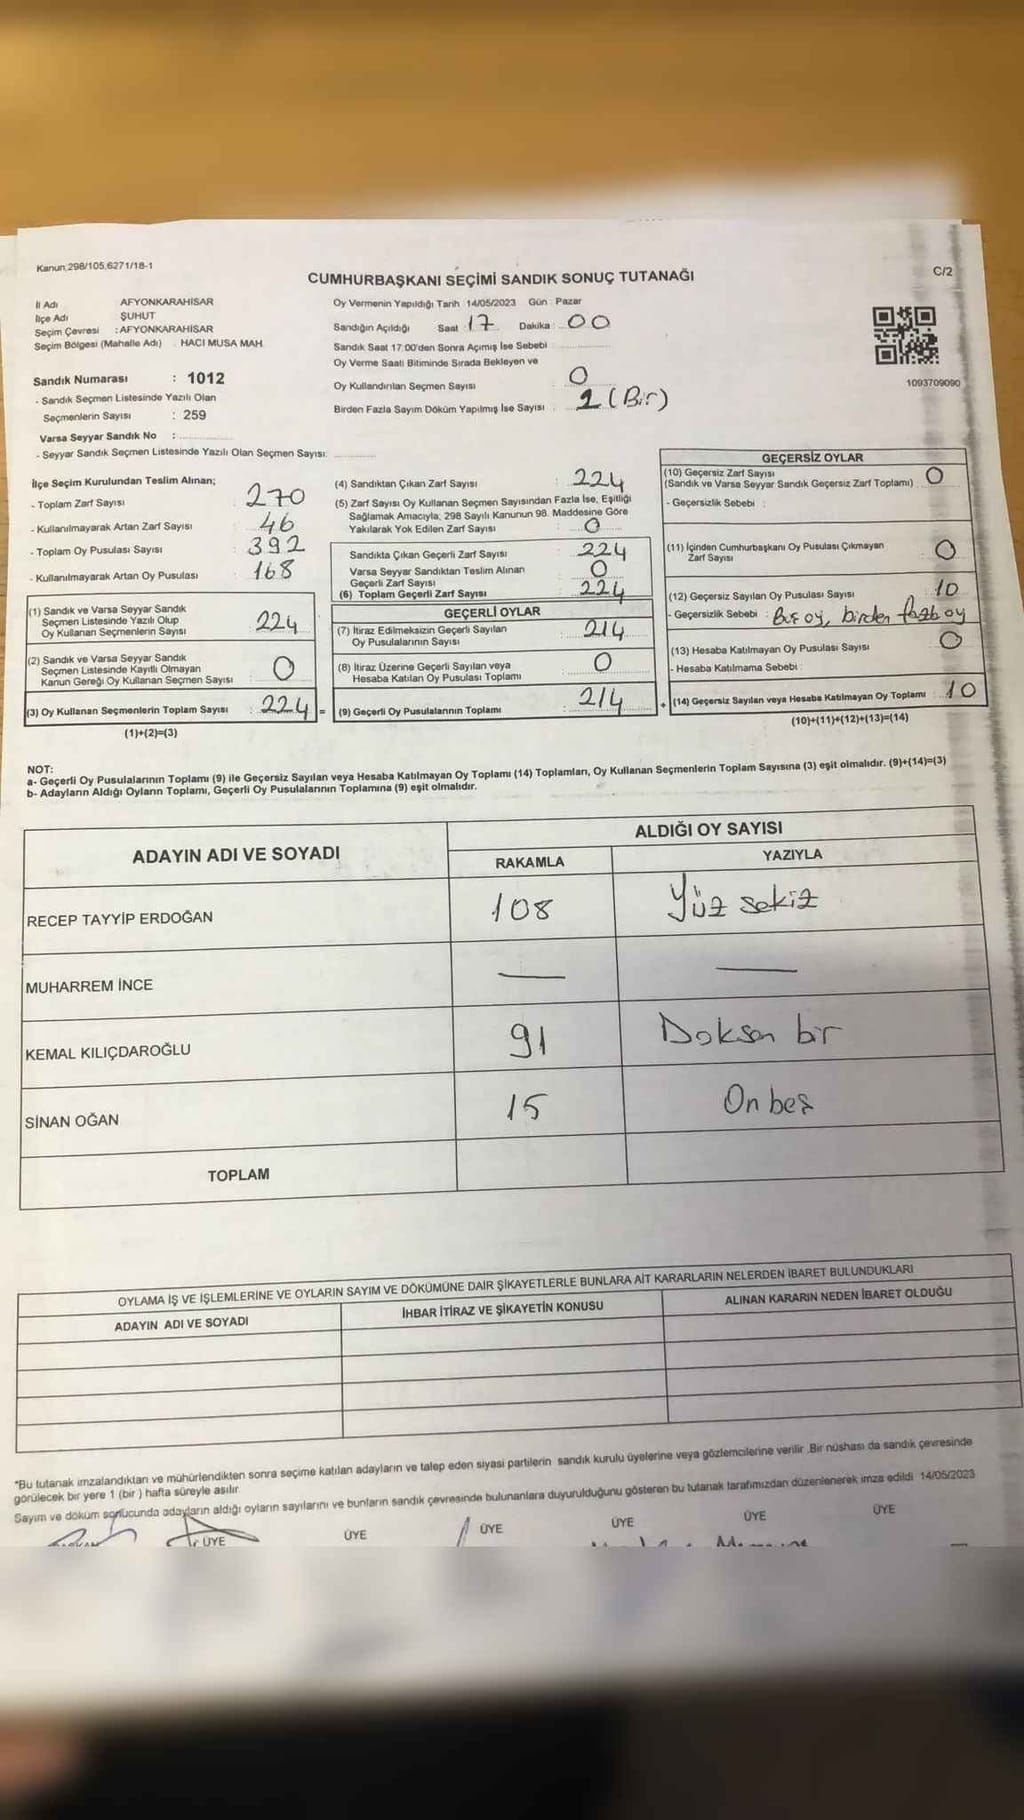 Kanun,298/105,6271/18-1
CUMHURBAŞKANI SEÇİMİ SANDIK SONUÇ TUTANAĞI
C/2
İl Adı AFYONKARAHİSAR
İlçe Adı ŞUHUT
Seçim Çevresi : AFYONKARAHİSAR
Seçim Bölgesi (Mahalle Adı) . HACI MUSA MAH.
Sandık Numarası : 1012
- Sandık Seçmen Listesinde Yazılı Olan
Seçmenlerin Sayısı : 259
Varsa Seyyar Sandık No :
- Seyyar Sandık Seçmen Listesinde Yazılı Olan Seçmen Sayısı:
Oy Vermenin Yapıldığı Tarih 14/05/2023 Gün . Pazar
Sandığın Açıldığı Saat : 17 Dakika : 00
Sandık Saat 17:00'den Sonra Açımış İse Sebebi
Oy Verme Saati Bitiminde Sırada Bekleyen ve
Oy Kullandırılan Seçmen Sayısı 0
Birden Fazla Sayım Döküm Yapılmış İse Sayısı : 1 (Bir)
1093709090
İlçe Seçim Kurulundan Teslim Alınan;
- Toplam Zarf Sayısı 270
- Kullanılmayarak Artan Zarf Sayısı 46
- Toplam Oy Pusulası Sayısı 392
- Kullanılmayarak Artan Oy Pusulası 168
(1) Sandık ve Varsa Seyyar Sandık
Seçmen Listesinde Yazılı Olup
Oy Kullanan Seçmenlerin Sayısı 224
(2) Sandık ve Varsa Seyyar Sandık
Seçmen Listesinde Kayıtlı Olmayan
Kanun Gereği Oy Kullanan Seçmen Sayısı 0
(3) Oy Kullanan Seçmenlerin Toplam Sayısı : 224 =
(1)+(2)=(3)
(4) Sandıktan Çıkan Zarf Sayısı : 224
(5) Zarf Sayısı Oy Kullanan Seçmen Sayısından Fazla İse, Eşitliği
Sağlamak Amacıyla, 298 Sayılı Kanunun 98. Maddesine Göre
Yakılarak Yok Edilen Zarf Sayısı : 0
Sandıkta Çıkan Geçerli Zarf Sayısı : 224
Varsa Seyyar Sandıktan Teslim Alınan
Geçerli Zarf Sayısı 0
(6) Toplam Geçerli Zarf Sayısı : 224
GEÇERLİ OYLAR
(7) İtiraz Edilmeksizin Geçerli Sayılan
Oy Pusulalarının Sayısı : 214
(8) İtiraz Üzerine Geçerli Sayılan veya
Hesaba Katılan Oy Pusulası Toplamı : 0
(9) Geçerli Oy Pusulalarının Toplamı : 214 +
GEÇERSİZ OYLAR
(10) Geçersiz Zarf Sayısı
(Sandık ve Varsa Seyyar Sandık Geçersiz Zarf Toplamı) : 0
- Geçersizlik Sebebi :
(11) İçinden Cumhurbaşkanı Oy Pusulası Çıkmayan
Zarf Sayısı 0
(12) Geçersiz Sayılan Oy Pusulası Sayısı 10
- Geçersizlik Sebebi : Boş oy, birden fazla oy
(13) Hesaba Katılmayan Oy Pusulası Sayısı 0
- Hesaba Katılmama Sebebi :
(14) Geçersiz Sayılan veya Hesaba Katılmayan Oy Toplamı : 10
(10)+(11)+(12)+(13)=(14)
NOT:
a- Geçerli Oy Pusulalarının Toplamı (9) ile Geçersiz Sayılan veya Hesaba Katılmayan Oy Toplamı (14) Toplamları, Oy Kullanan Seçmenlerin Toplam Sayısına (3) eşit olmalıdır. (9)+(14)=(3)
b- Adayların Aldığı Oyların Toplamı, Geçerli Oy Pusulalarının Toplamına (9) eşit olmalıdır.
ADAYIN ADI VE SOYADI
ALDIĞI OY SAYISI
RAKAMLA YAZIYLA
RECEP TAYYİP ERDOĞAN 108 Yüz sekiz
MUHARREM İNCE — —
KEMAL KILIÇDAROĞLU 91 Doksan bir
SİNAN OĞAN 15 On beş
TOPLAM
OYLAMA İŞ VE İŞLEMLERİNE VE OYLARIN SAYIM VE DÖKÜMÜNE DAİR ŞİKAYETLERLE BUNLARA AİT KARARLARIN NELERDEN İBARET BULUNDUKLARI
ADAYIN ADI VE SOYADI İHBAR İTİRAZ VE ŞİKAYETİN KONUSU ALINAN KARARIN NEDEN İBARET OLDUĞU
*Bu tutanak imzalandıktan ve mühürlendikten sonra seçime katılan adayların ve talep eden siyasi partilerin sandık kurulu üyelerine veya gözlemcilerine verilir .Bir nüshası da sandık çevresinde
görülecek bir yere 1 (bir ) hafta süreyle asılır.
Sayım ve döküm sonucunda adayların aldığı oyların sayılarını ve bunların sandık çevresinde bulunanlara duyurulduğunu gösteren bu tutanak tarafımızdan düzenlenerek imza edildi 14/05/2023
ÜYE ÜYE ÜYE ÜYE ÜYE ÜYE